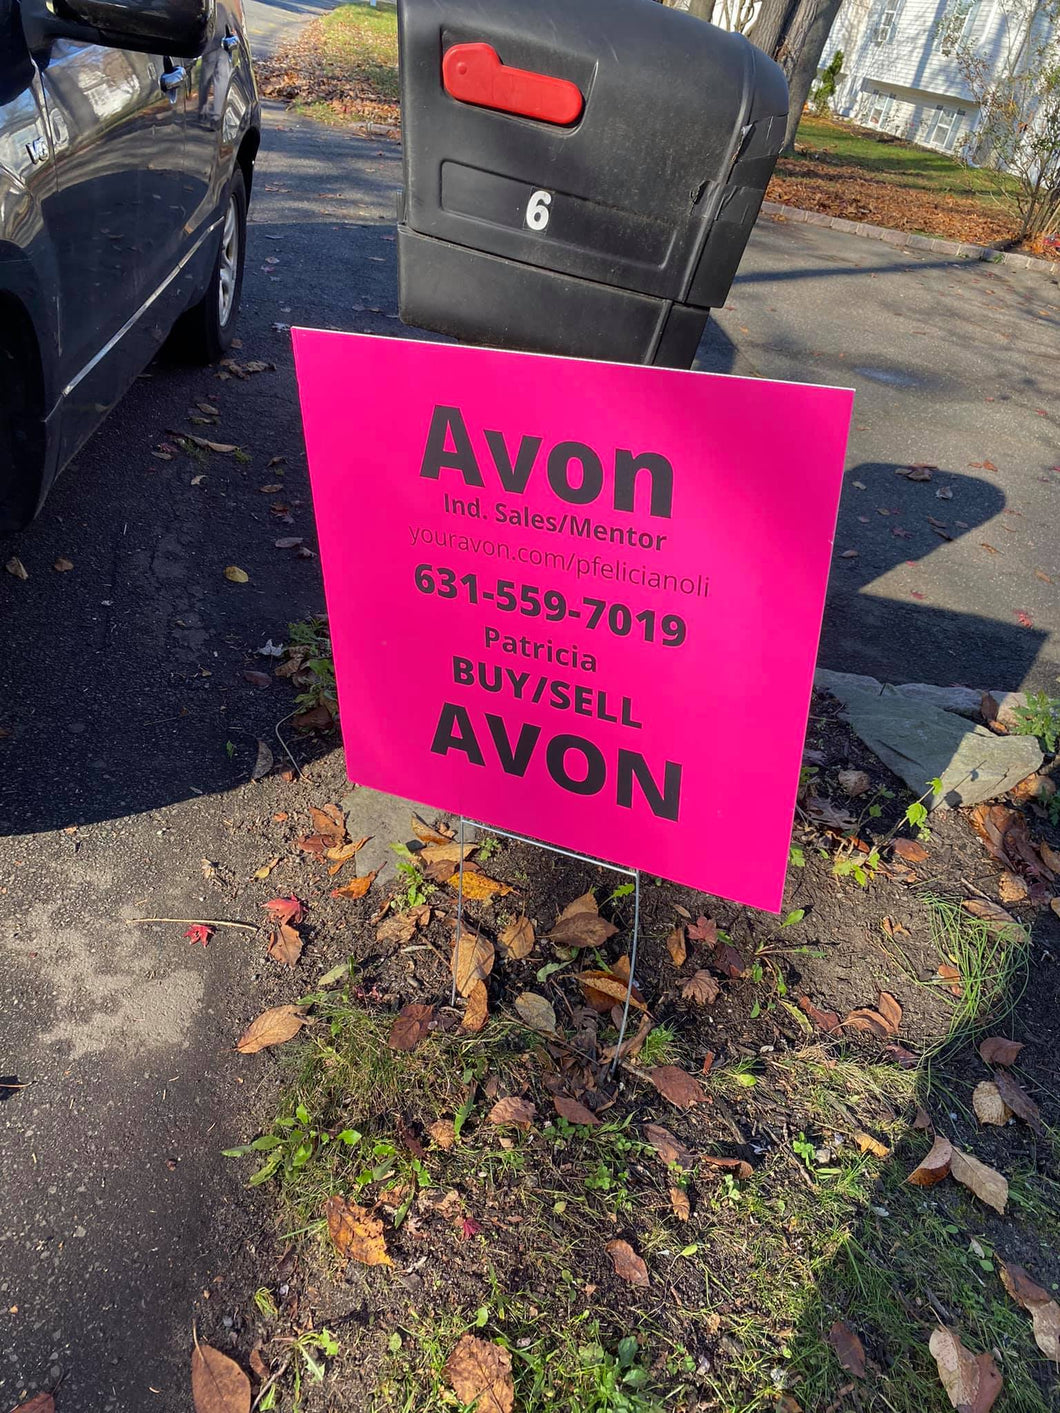 6
Avon
Ind. Sales/Mentor
youravon.com/pfelicianoli
631-559-7019
Patricia
BUY/SELL
AVON